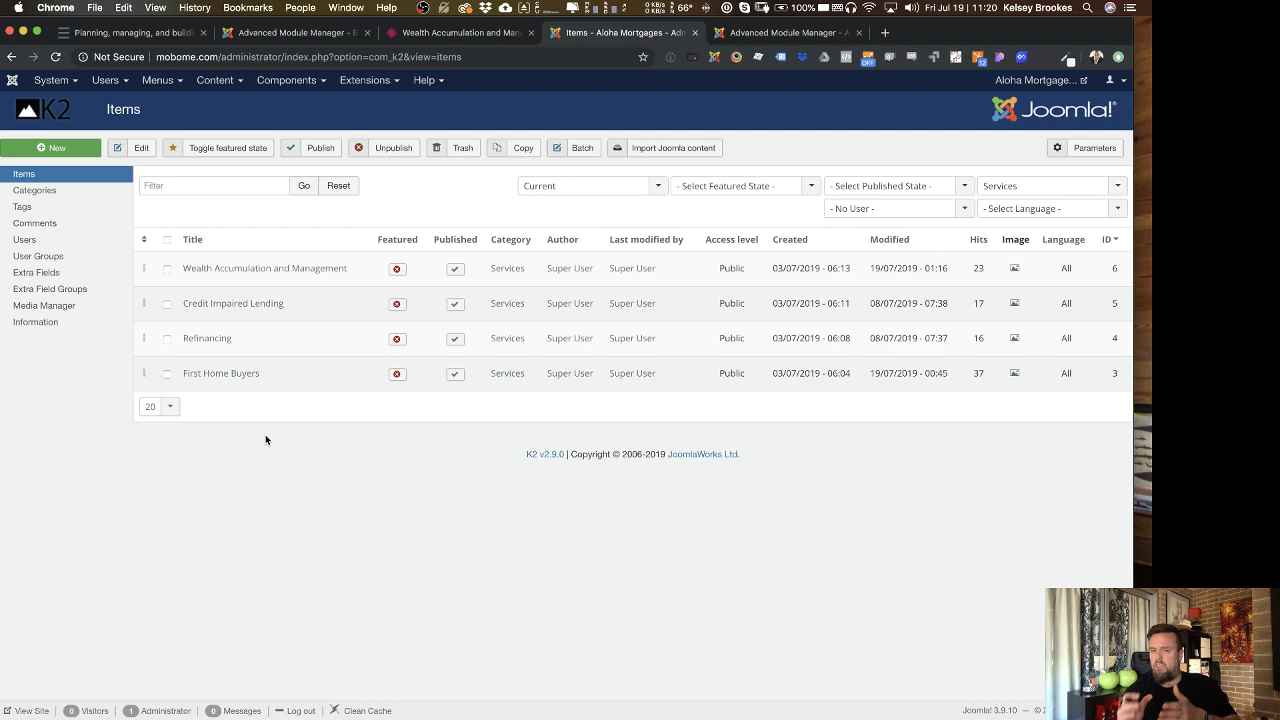 Chrome File Edit View History Bookmarks People Window Help 100% Fri Jul 19 11:20 Kelsey Brookes
Planning, managing, and buildi
Advanced Module Manager - E
Wealth Accumulation and Man
Items - Aloha Mortgages - Adm
Advanced Module Manager - A
Not Secure mobome.com/administrator/index.php?option=com_k2&view=items
System Users Menus Content Components Extensions Help Aloha Mortgage...
K2 Items Joomla!®
New Edit Toggle featured state Publish Unpublish Trash Copy Batch Import Joomla content Parameters
Items
Categories
Tags
Comments
Users
User Groups
Extra Fields
Extra Field Groups
Media Manager
Information
Filter Go Reset Current - Select Featured State - - Select Published State - Services
- No User - - Select Language -
Title Featured Published Category Author Last modified by Access level Created Modified Hits Image Language ID
Wealth Accumulation and Management Services Super User Super User Public 03/07/2019 - 06:13 19/07/2019 - 01:16 23 All 6
Credit Impaired Lending Services Super User Super User Public 03/07/2019 - 06:11 08/07/2019 - 07:38 17 All 5
Refinancing Services Super User Super User Public 03/07/2019 - 06:08 08/07/2019 - 07:37 16 All 4
First Home Buyers Services Super User Super User Public 03/07/2019 - 06:04 19/07/2019 - 00:45 37 All 3
20
K2 v2.9.0 | Copyright © 2006-2019 JoomlaWorks Ltd.
View Site 0 Visitors 1 Administrator 0 Messages Log out Clean Cache Joomla! 3.9.10 — ©